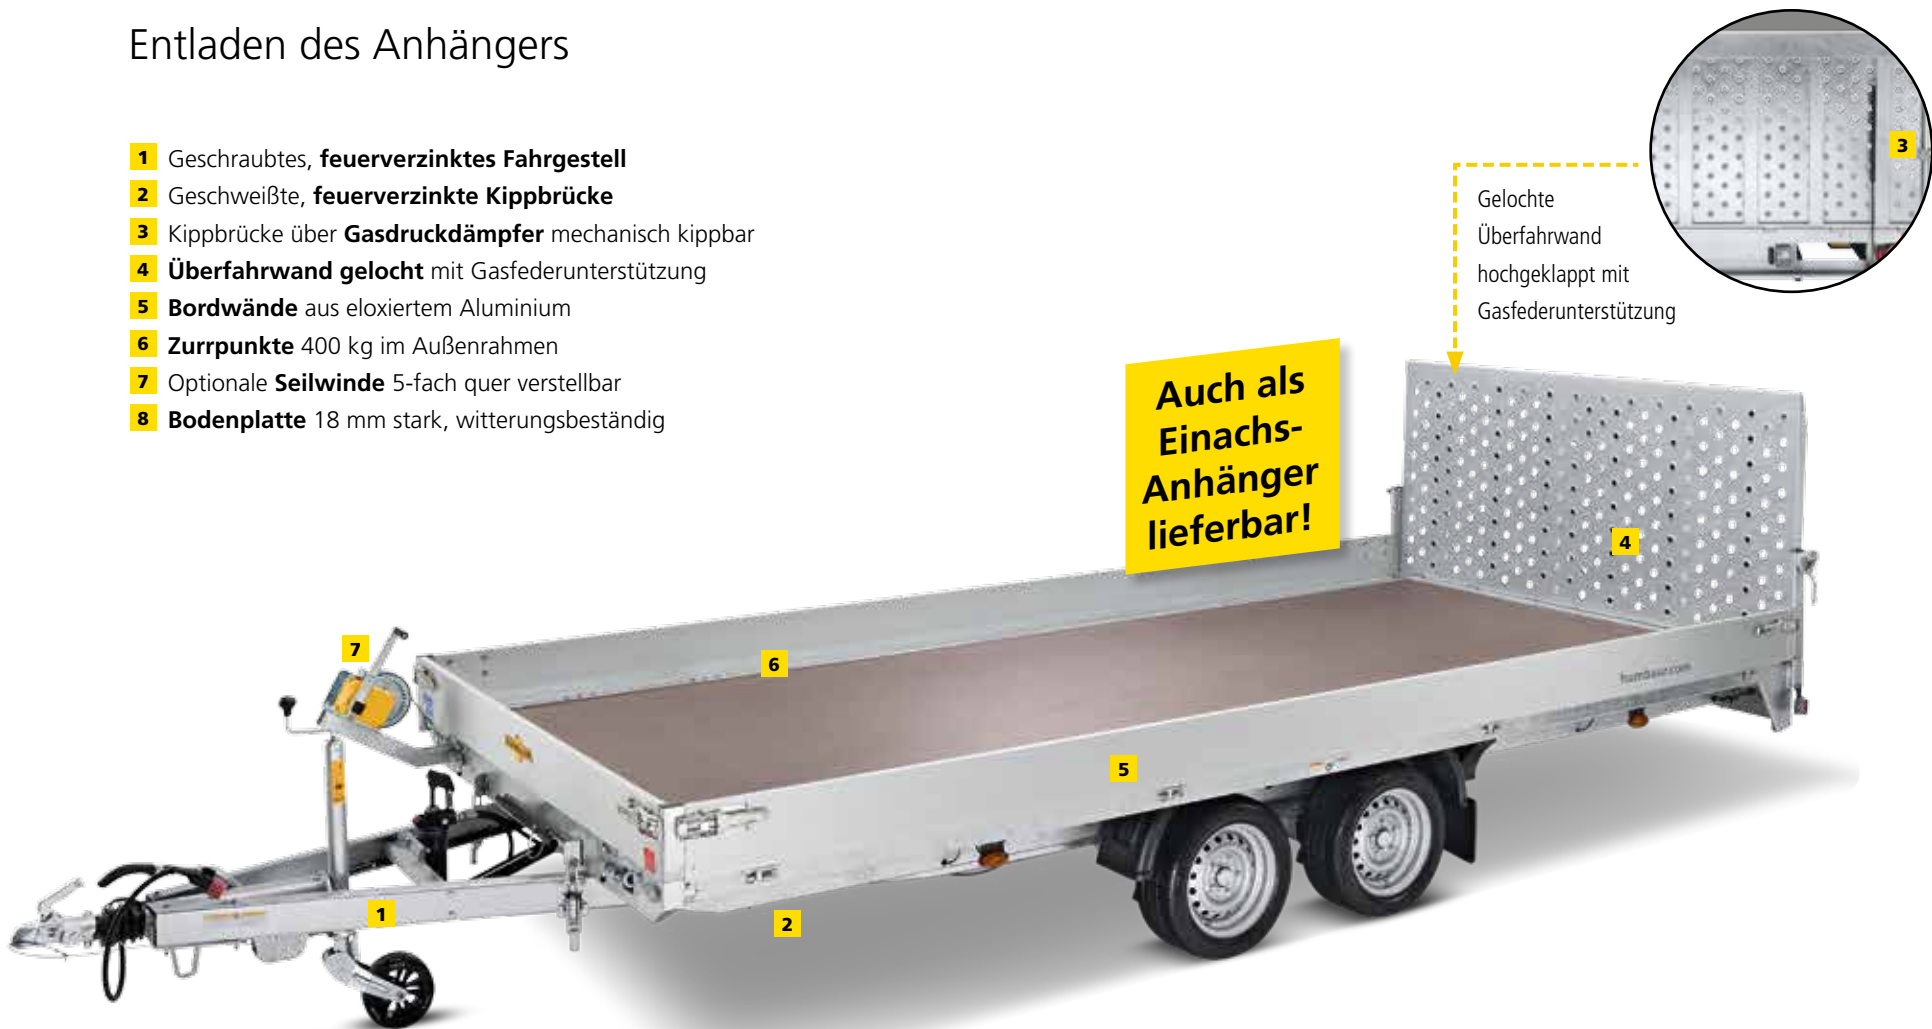 Entladen des Anhängers
1 Geschraubtes, feuerverzinktes Fahrgestell
2 Geschweißte, feuerverzinkte Kippbrücke
3 Kippbrücke über Gasdruckdämpfer mechanisch kippbar
4 Überfahrwand gelocht mit Gasfederunterstützung
5 Bordwände aus eloxiertem Aluminium
6 Zurrpunkte 400 kg im Außenrahmen
7 Optionale Seilwinde 5-fach quer verstellbar
8 Bodenplatte 18 mm stark, witterungsbeständig
3
Gelochte
Überfahrwand
hochgeklappt mit
Gasfederunterstützung
Auch als
Einachs-
Anhänger
lieferbar!
4
7
6
humbaur.com
5
1
2